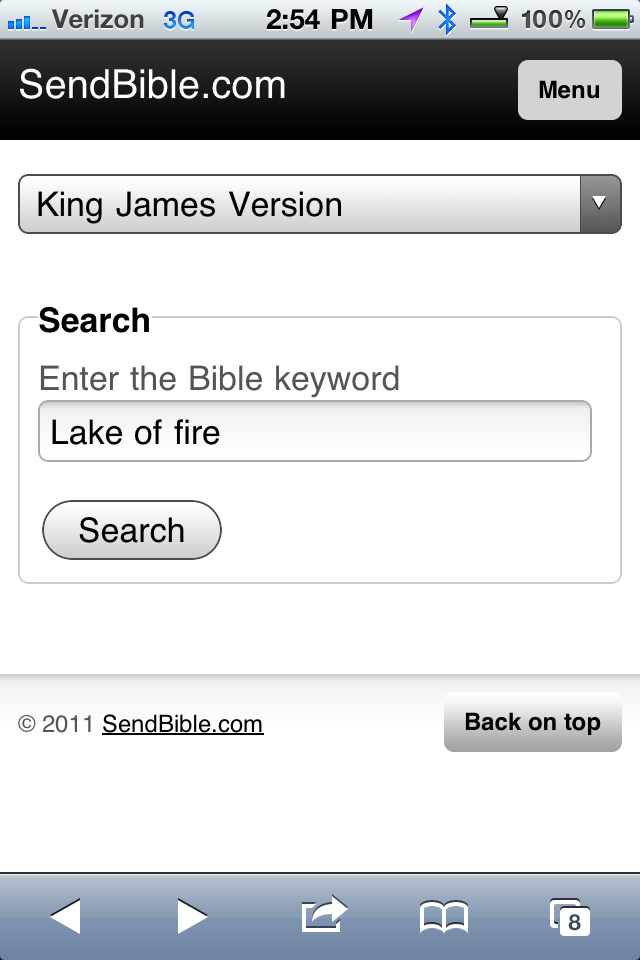 Verizon 3G 2:54 PM 100%
SendBible.com
Menu
King James Version
Search
Enter the Bible keyword
Lake of fire
Search
© 2011 SendBible.com
Back on top
8